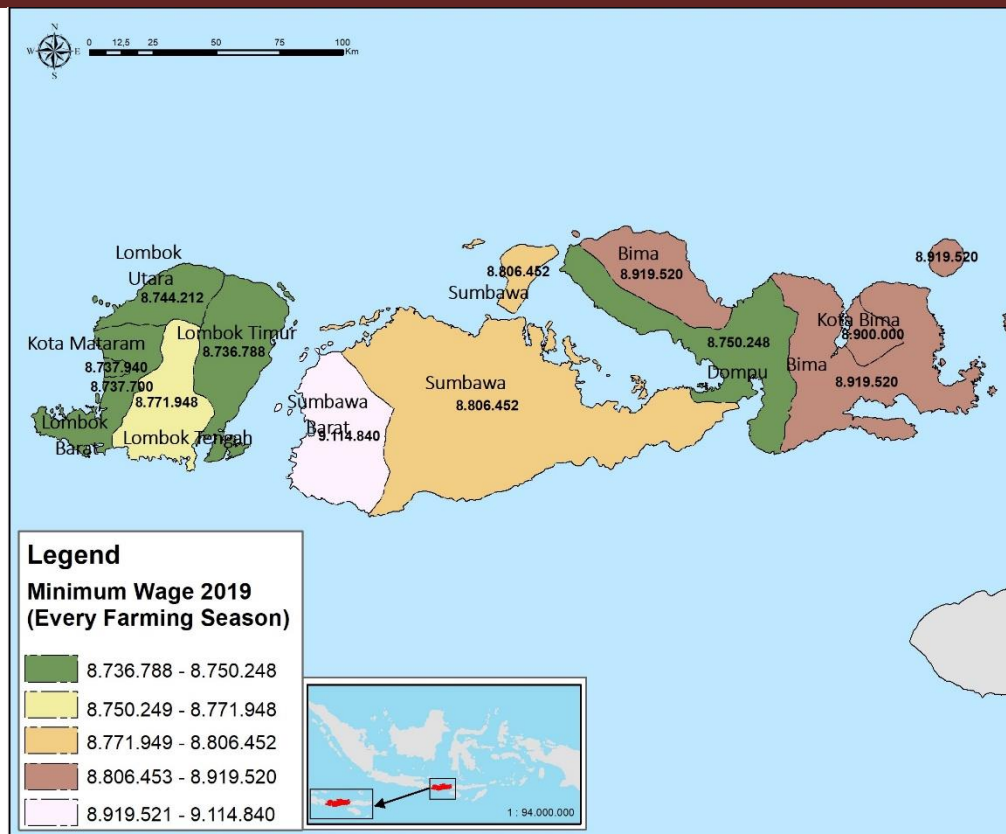 N
W E
S
0 12,5 25 50 75 100
Km
Lombok
Utara
8.744.212
Kota Mataram
8.737.940
8.737.700
Lombok Timur
8.736.788
8.771.948
Lombok
Barat
Lombok Tengah
Sumbawa
Barat
9.114.840
Sumbawa
8.806.452
8.806.452
Sumbawa
Bima
8.919.520
8.750.248
Dompu
Bima
Kota Bima
8.900.000
8.919.520
8.919.520
Legend
Minimum Wage 2019
(Every Farming Season)
8.736.788 - 8.750.248
8.750.249 - 8.771.948
8.771.949 - 8.806.452
8.806.453 - 8.919.520
8.919.521 - 9.114.840
1 : 94.000.000